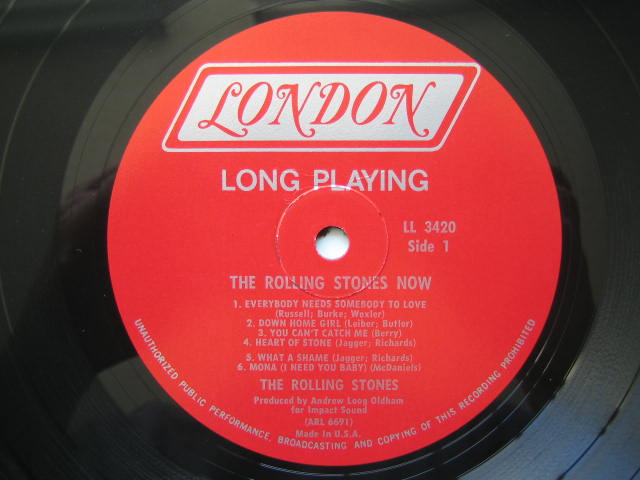 LONDON
LONG PLAYING
LL 3420
Side 1
THE ROLLING STONES NOW
1. EVERYBODY NEEDS SOMEBODY TO LOVE
(Russell; Burke; Wexler)
2. DOWN HOME GIRL (Leiber; Butler)
3. YOU CAN'T CATCH ME (Berry)
4. HEART OF STONE (Jagger; Richards)
5. WHAT A SHAME (Jagger; Richards)
6. MONA (I NEED YOU BABY) (McDaniels)
THE ROLLING STONES
Produced by Andrew Loog Oldham
for Impact Sound
(ARL 6691)
Made in U.S.A.
UNAUTHORIZED PUBLIC PERFORMANCE, BROADCASTING AND COPYING OF THIS RECORDING PROHIBITED